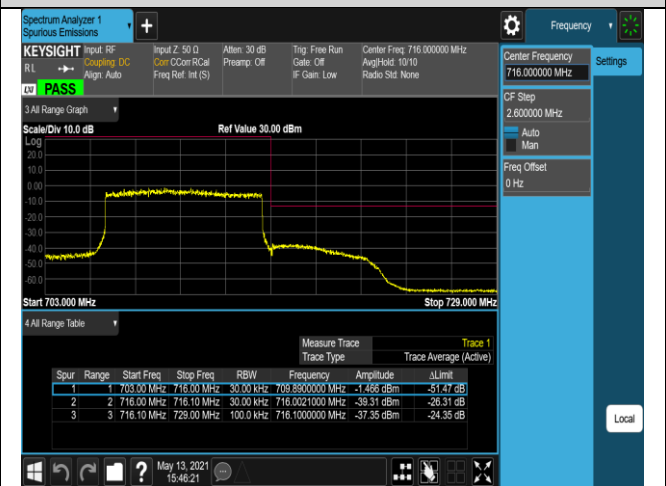 Spectrum Analyzer 1
Spurious Emissions
+
Frequency
KEYSIGHT Input: RF Input Z: 50 Ω Atten: 30 dB Trig: Free Run Center Freq: 716.000000 MHz
RL Coupling: DC Corr CCorr RCal Preamp: Off Gate: Off Avg|Hold: 10/10
Align: Auto Freq Ref: Int (S) IF Gain: Low Radio Std: None
LXI PASS
3 All Range Graph
Scale/Div 10.0 dB Ref Value 30.00 dBm
Log
20.0
10.0
0.00
-10.0
-20.0
-30.0
-40.0
-50.0
-60.0
Start 703.000 MHz Stop 729.000 MHz
4 All Range Table
Measure Trace Trace 1
Trace Type Trace Average (Active)
Spur Range Start Freq Stop Freq RBW Frequency Amplitude ΔLimit
1 1 703.00 MHz 716.00 MHz 30.00 kHz 709.8900000 MHz -1.466 dBm -51.47 dB
2 2 716.00 MHz 716.10 MHz 30.00 kHz 716.0021000 MHz -39.31 dBm -26.31 dB
3 3 716.10 MHz 729.00 MHz 100.0 kHz 716.1000000 MHz -37.35 dBm -24.35 dB
Center Frequency
716.000000 MHz
Settings
CF Step
2.600000 MHz
Auto
Man
Freq Offset
0 Hz
Local
? May 13, 2021
15:46:21